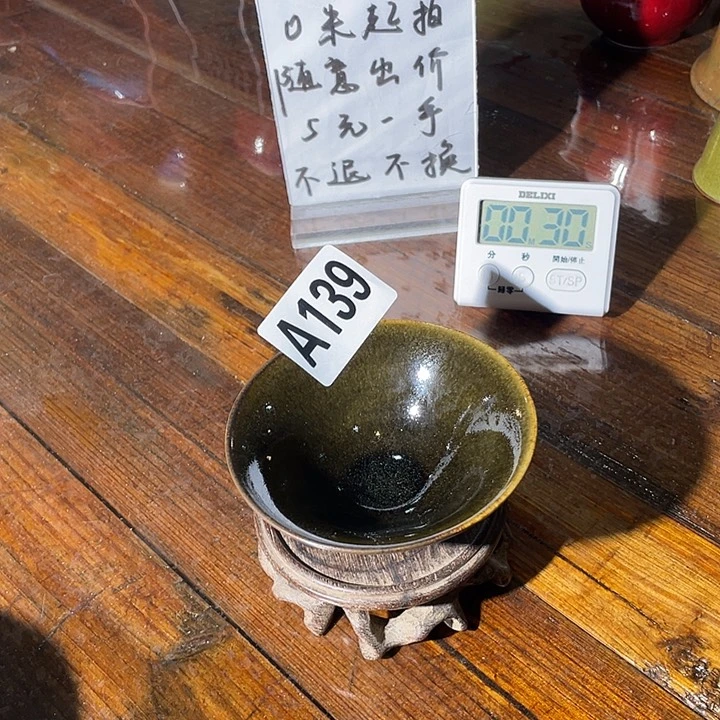 0 米起拍
随意出价
5元一手
不退不换
DELIXI
00:30
分 秒 開始/停止
ST/SP
A139